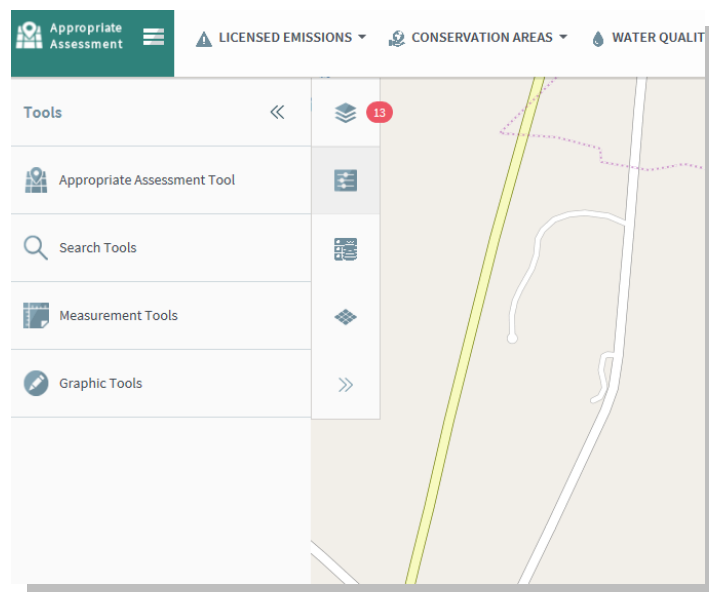 Appropriate
Assessment
LICENSED EMISSIONS
CONSERVATION AREAS
WATER QUALIT
Tools
13
Appropriate Assessment Tool
Search Tools
Measurement Tools
Graphic Tools